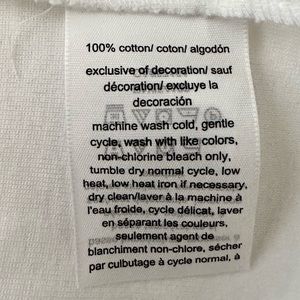 100% cotton/ coton/ algodón
exclusive of decoration/ sauf
décoration/ excluye la
decoración
machine wash cold, gentle
cycle, wash with like colors,
non-chlorine bleach only,
tumble dry normal cycle, low
heat, low heat iron if necessary,
dry clean/laver à la machine à
l'eau froide, cycle délicat, laver
en séparant les couleurs,
seulement agent de
blanchiment non-chlore, sécher
par culbutage à cycle normal, à